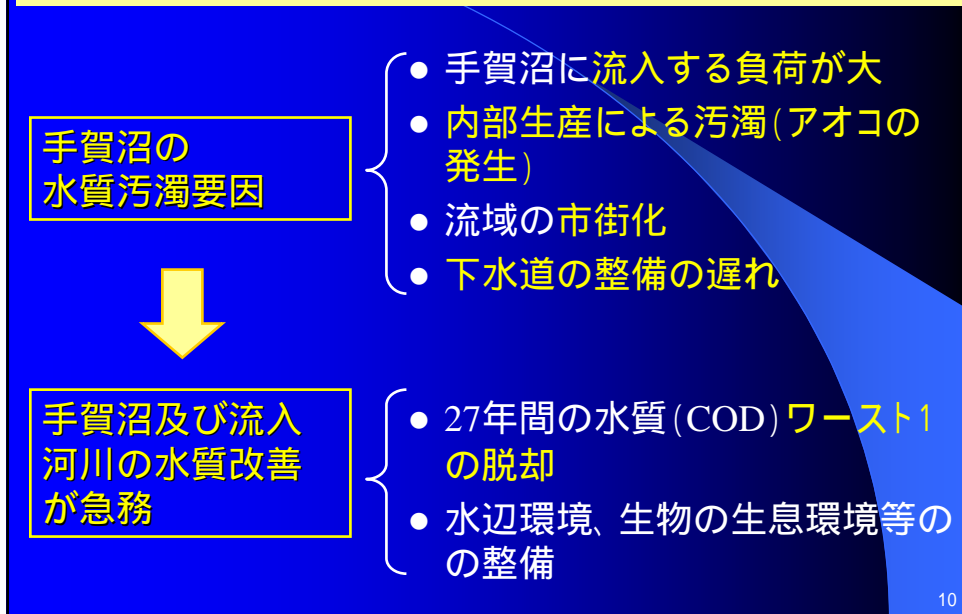 手賀沼の
水質汚濁要因
● 手賀沼に流入する負荷が大
● 内部生産による汚濁(アオコの
発生)
● 流域の市街化
● 下水道の整備の遅れ
手賀沼及び流入
河川の水質改善
が急務
● 27年間の水質(COD)ワースト1
の脱却
● 水辺環境、生物の生息環境等の
の整備
10